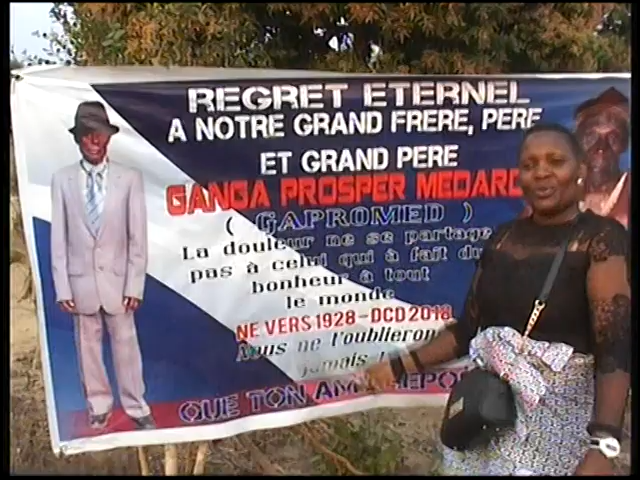 REGRET ETERNEL
A NOTRE GRAND FRERE, PERE
ET GRAND PERE
GANGA PROSPER MEDARD
( GAPROMED )
La douleur ne se partage
pas à celui qui à fait du
bonheur à tout
le monde
NE VERS 1928-DCD 2018
Nous ne l'oublierons
jamais !
QUE TON AM REPO